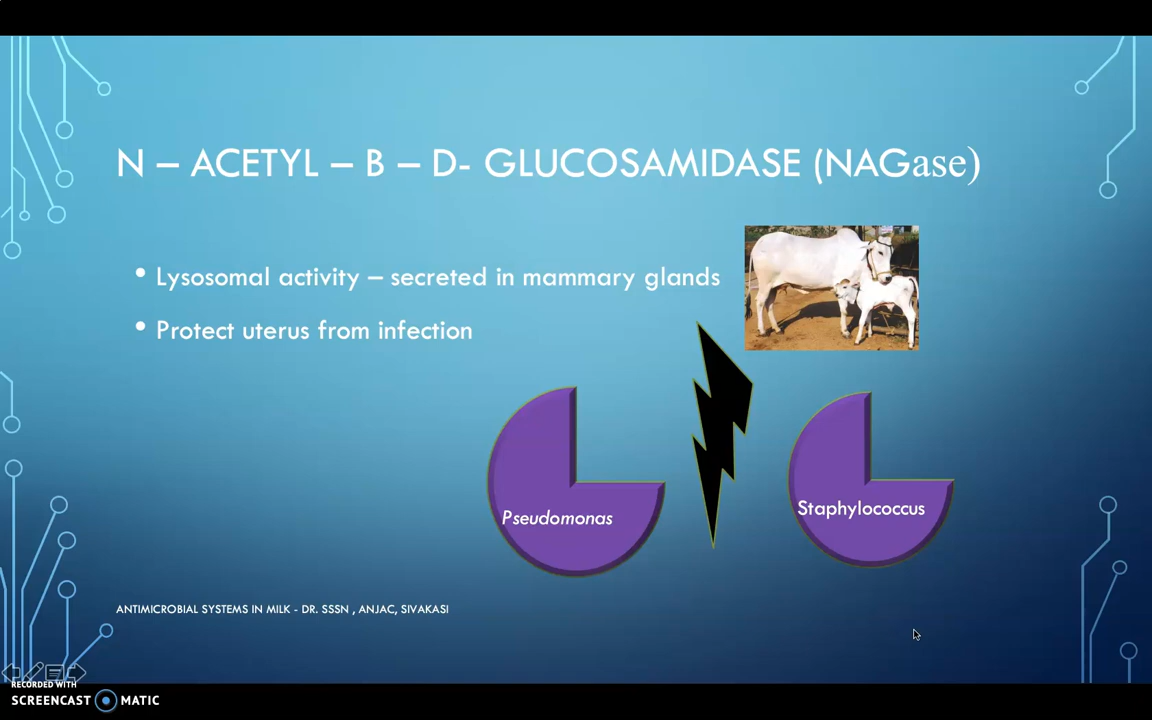 N – ACETYL – B – D- GLUCOSAMIDASE (NAGase)
• Lysosomal activity – secreted in mammary glands
• Protect uterus from infection
Pseudomonas
Staphylococcus
ANTIMICROBIAL SYSTEMS IN MILK - DR. SSSN , ANJAC, SIVAKASI
RECORDED WITH
SCREENCAST MATIC